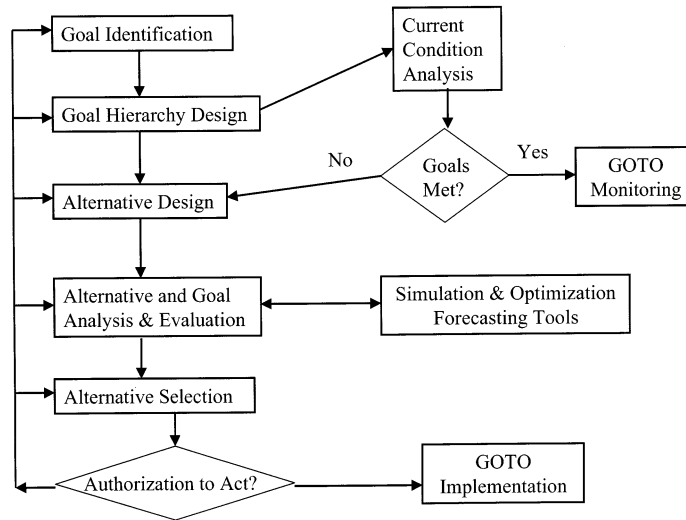 Goal Identification
Current
Condition
Analysis
Goal Hierarchy Design
No
Goals
Met?
Yes
GOTO
Monitoring
Alternative Design
Alternative and Goal
Analysis & Evaluation
Simulation & Optimization
Forecasting Tools
Alternative Selection
Authorization to Act?
GOTO
Implementation